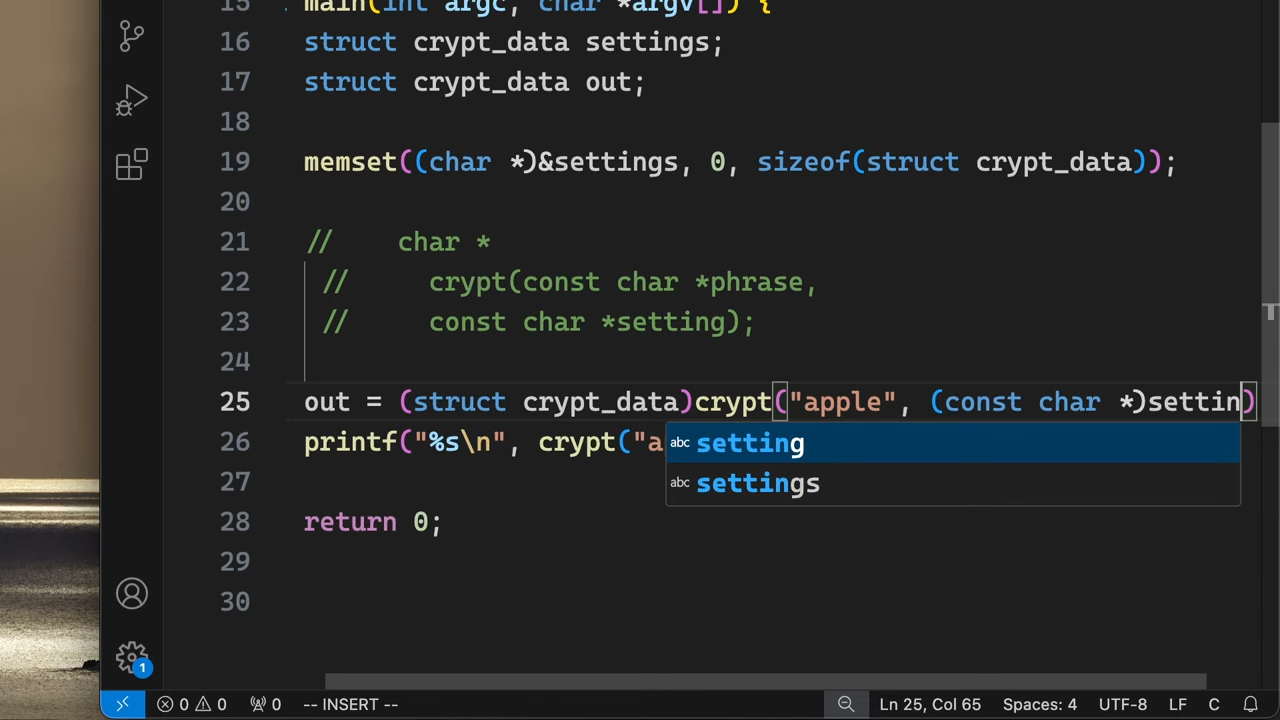 15 main(int argc, char *argv[]) {
16 struct crypt_data settings;
17 struct crypt_data out;
18
19 memset((char *)&settings, 0, sizeof(struct crypt_data));
20
21 //    char *
22 //     crypt(const char *phrase,
23 //     const char *setting);
24
25 out = (struct crypt_data)crypt("apple", (const char *)settin)
26 printf("%s\n", crypt("a
abc setting
27
abc settings
28 return 0;
29
30
1
0 0 0 -- INSERT -- Ln 25, Col 65 Spaces: 4 UTF-8 LF C